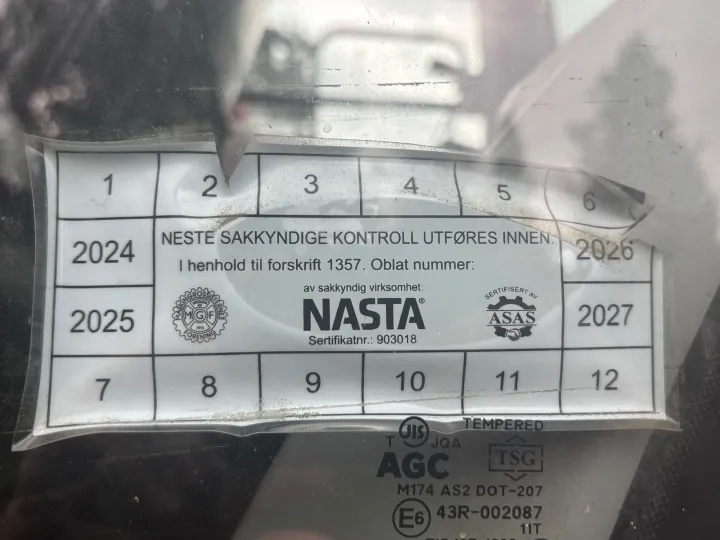 1 2 3 4 5 6
2024 NESTE SAKKYNDIGE KONTROLL UTFØRES INNEN: 2026
I henhold til forskrift 1357. Oblat nummer:
av sakkyndig virksomhet
SERTIFISERT AV
2025 MGF NASTA® ASAS 2027
Sertifikatnr.: 903018
7 8 9 10 11 12
TEMPERED
T JIS JQA
AGC TSG
M174 AS2 DOT-207
E6 43R-002087
1IT